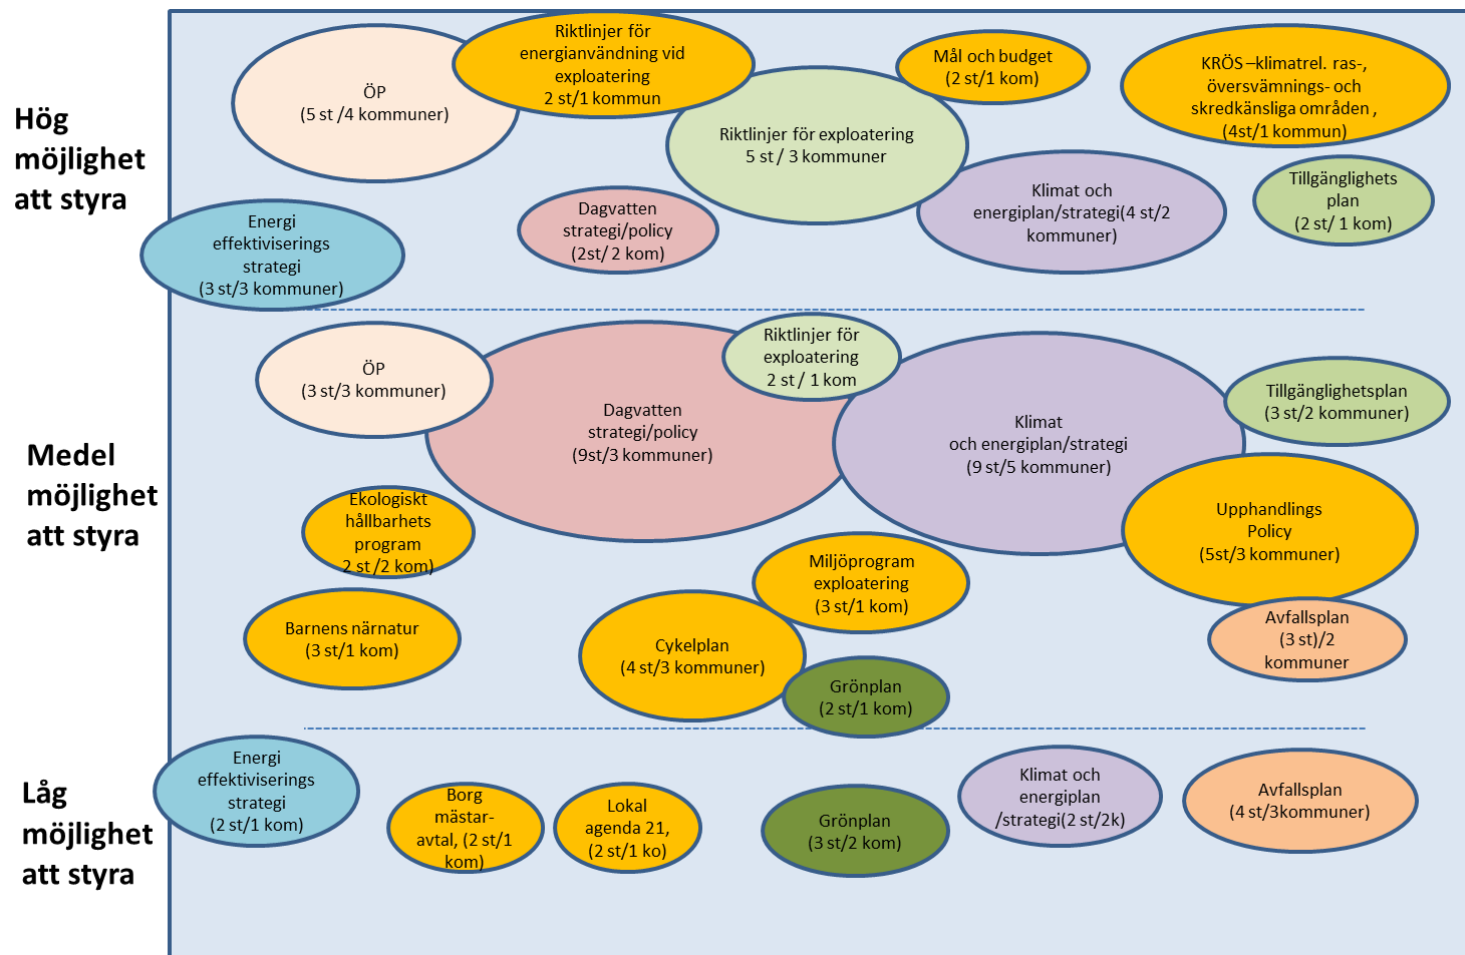 Hög
möjlighet
att styra
ÖP
(5 st /4 kommuner)
Riktlinjer för
energianvändning vid
exploatering
2 st/1 kommun
Mål och budget
(2 st/1 kom)
KRÖS –klimatrel. ras-,
översvämnings- och
skredkänsliga områden ,
(4st/1 kommun)
Riktlinjer för exploatering
5 st / 3 kommuner
Energi
effektiviserings
strategi
(3 st/3 kommuner)
Dagvatten
strategi/policy
(2st/ 2 kom)
Klimat och
energiplan/strategi(4 st/2
kommuner)
Tillgänglighets
plan
(2 st/ 1 kom)
Medel
möjlighet
att styra
ÖP
(3 st/3 kommuner)
Dagvatten
strategi/policy
(9st/3 kommuner)
Riktlinjer för
exploatering
2 st / 1 kom
Klimat
och energiplan/strategi
(9 st/5 kommuner)
Tillgänglighetsplan
(3 st/2 kommuner)
Ekologiskt
hållbarhets
program
2 st /2 kom)
Upphandlings
Policy
(5st/3 kommuner)
Miljöprogram
exploatering
(3 st/1 kom)
Barnens närnatur
(3 st/1 kom)
Cykelplan
(4 st/3 kommuner)
Avfallsplan
(3 st)/2
kommuner
Grönplan
(2 st/1 kom)
Låg
möjlighet
att styra
Energi
effektiviserings
strategi
(2 st/1 kom)
Borg
mästar-
avtal, (2 st/1
kom)
Lokal
agenda 21,
(2 st/1 ko)
Grönplan
(3 st/2 kom)
Klimat och
energiplan
/strategi(2 st/2k)
Avfallsplan
(4 st/3kommuner)